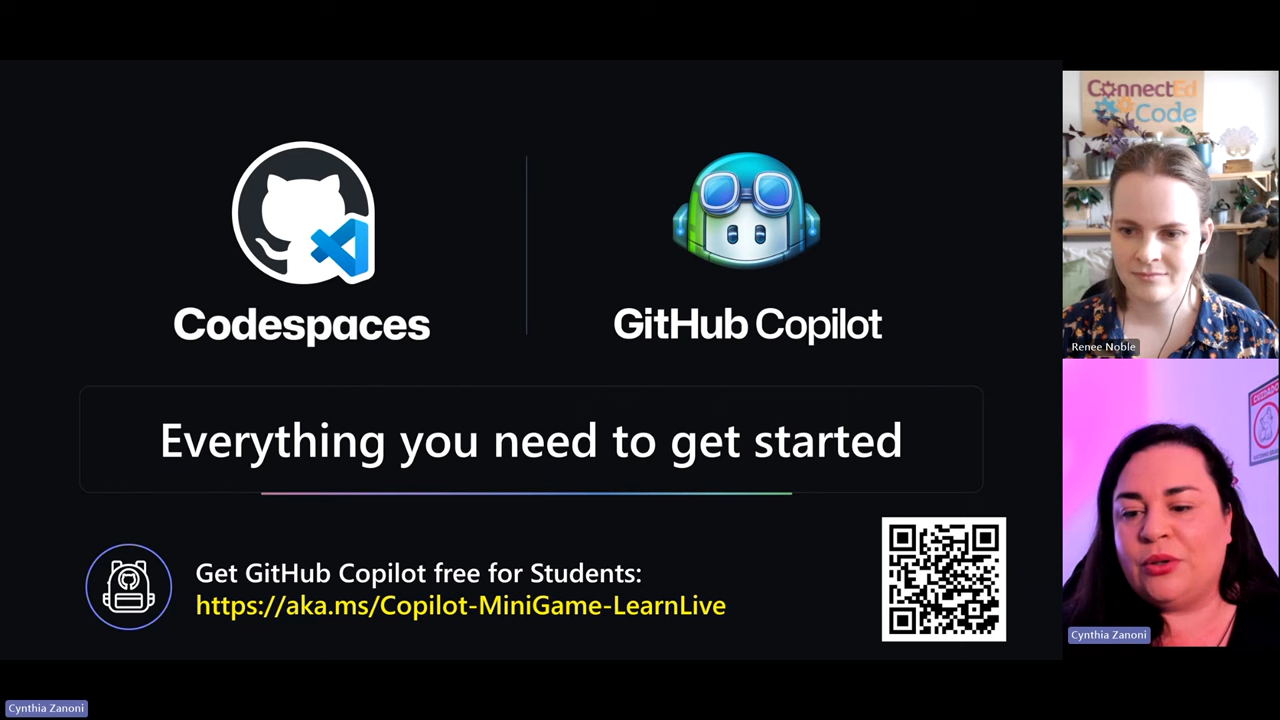 Codespaces
GitHub Copilot
Everything you need to get started
Get GitHub Copilot free for Students:
https://aka.ms/Copilot-MiniGame-LearnLive
ConnectEd
Code
Renee Noble
CUIDADO
Cynthia Zanoni
Cynthia Zanoni